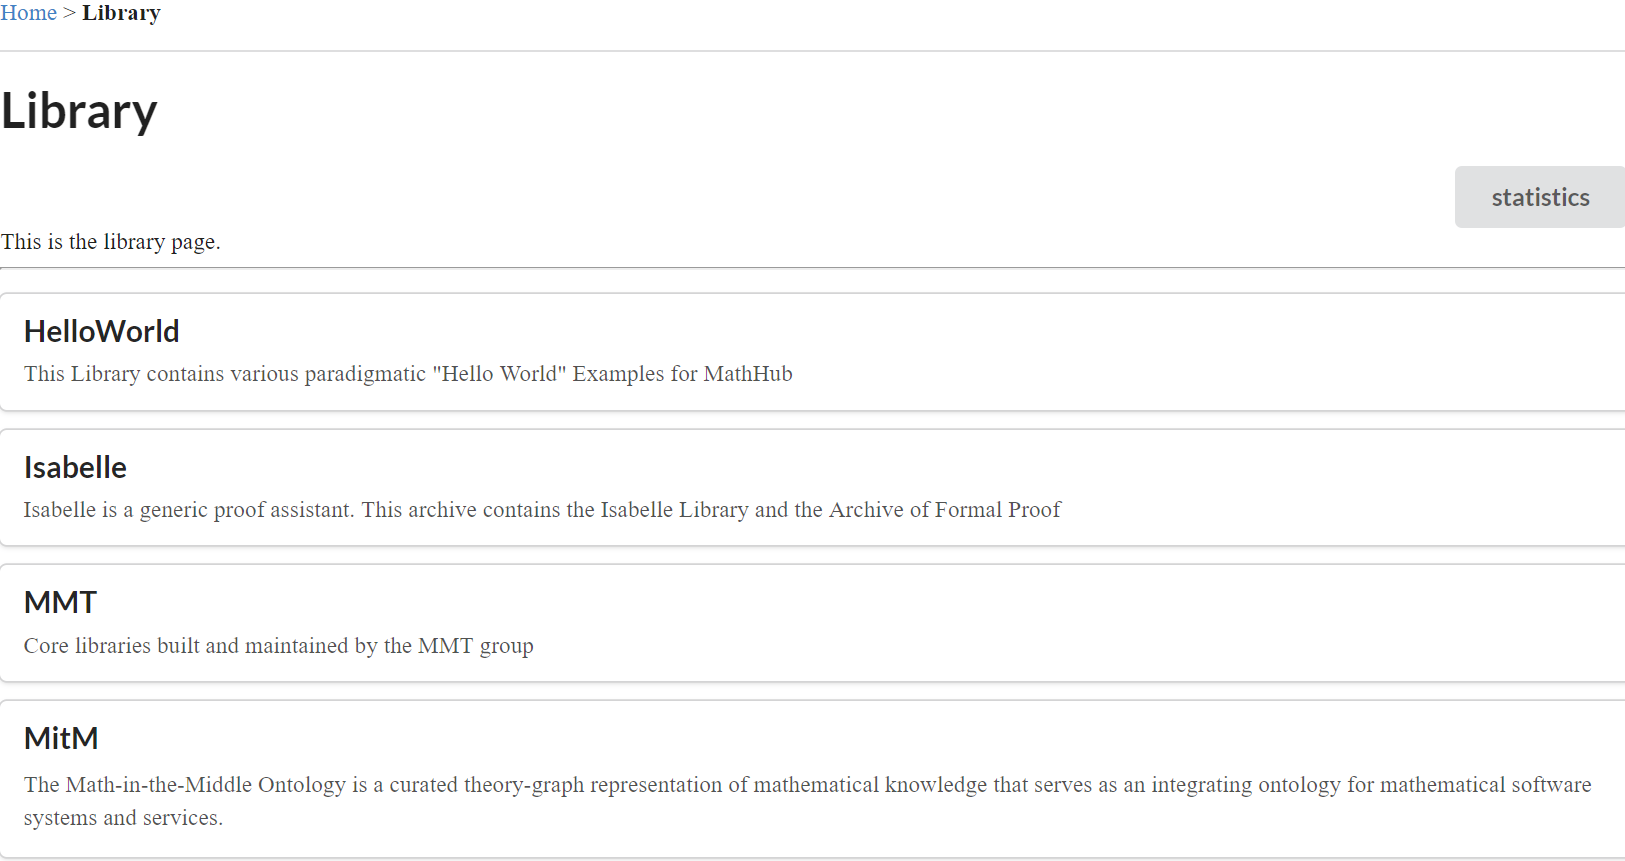 Home > Library
Library
statistics
This is the library page.
HelloWorld
This Library contains various paradigmatic "Hello World" Examples for MathHub
Isabelle
Isabelle is a generic proof assistant. This archive contains the Isabelle Library and the Archive of Formal Proof
MMT
Core libraries built and maintained by the MMT group
MitM
The Math-in-the-Middle Ontology is a curated theory-graph representation of mathematical knowledge that serves as an integrating ontology for mathematical software
systems and services.